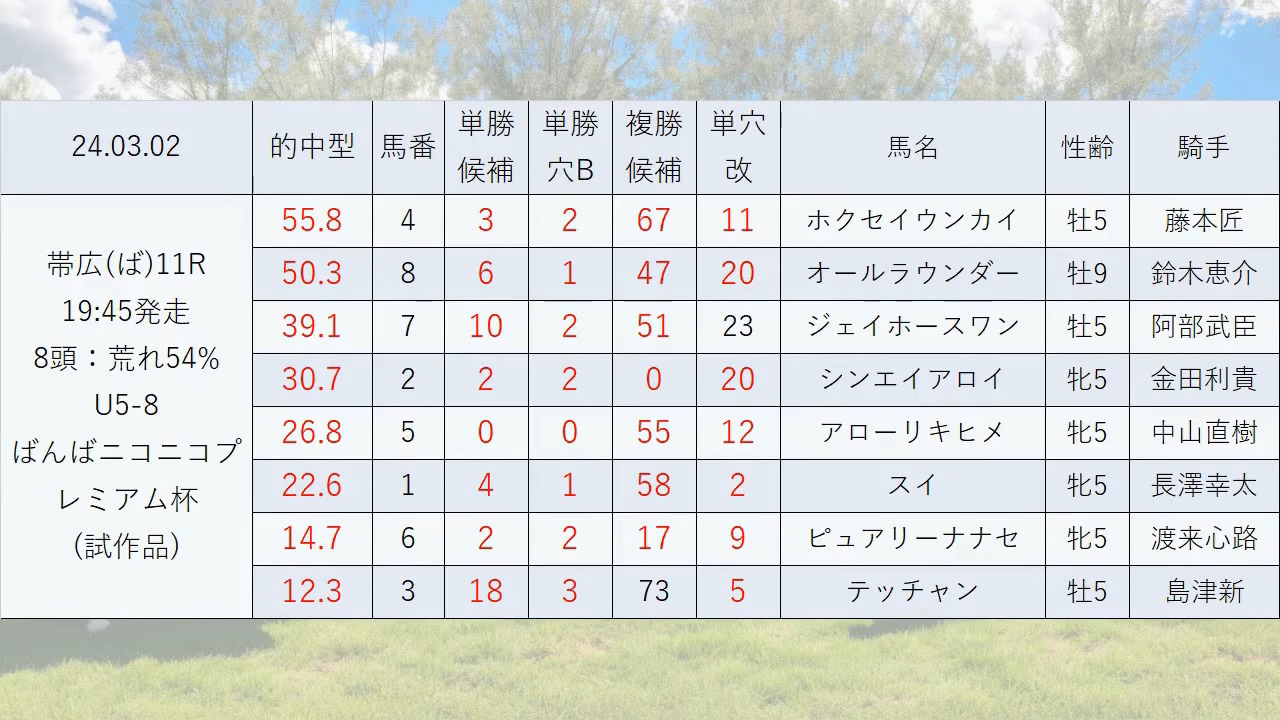 24.03.02 的中型 馬番 単勝候補 単勝穴B 複勝候補 単穴改 馬名 性齢 騎手
帯広(ば)11R
19:45発走
8頭：荒れ54%
U5-8
ばんばニコニコプ
レミアム杯
(試作品)
55.8 4 3 2 67 11 ホクセイウンカイ 牡5 藤本匠
50.3 8 6 1 47 20 オールラウンダー 牡9 鈴木恵介
39.1 7 10 2 51 23 ジェイホースワン 牡5 阿部武臣
30.7 2 2 2 0 20 シンエイアロイ 牝5 金田利貴
26.8 5 0 0 55 12 アローリキヒメ 牝5 中山直樹
22.6 1 4 1 58 2 スイ 牝5 長澤幸太
14.7 6 2 2 17 9 ピュアリーナナセ 牝5 渡来心路
12.3 3 18 3 73 5 テッチャン 牡5 島津新